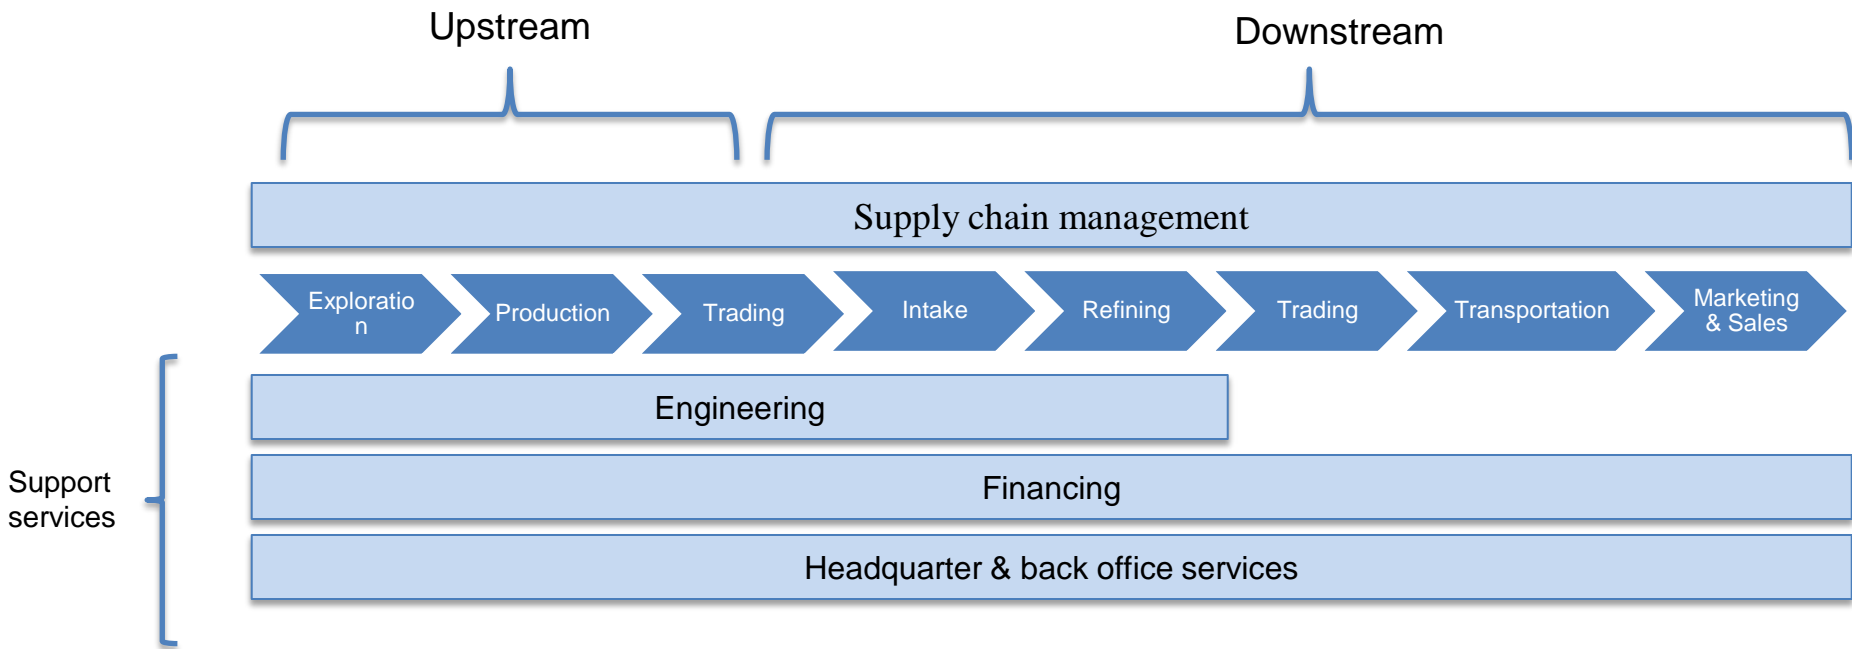 Upstream
Downstream
Supply chain management
Exploratio
n
Production
Trading
Intake
Refining
Trading
Transportation
Marketing
& Sales
Engineering
Support
services
Financing
Headquarter & back office services